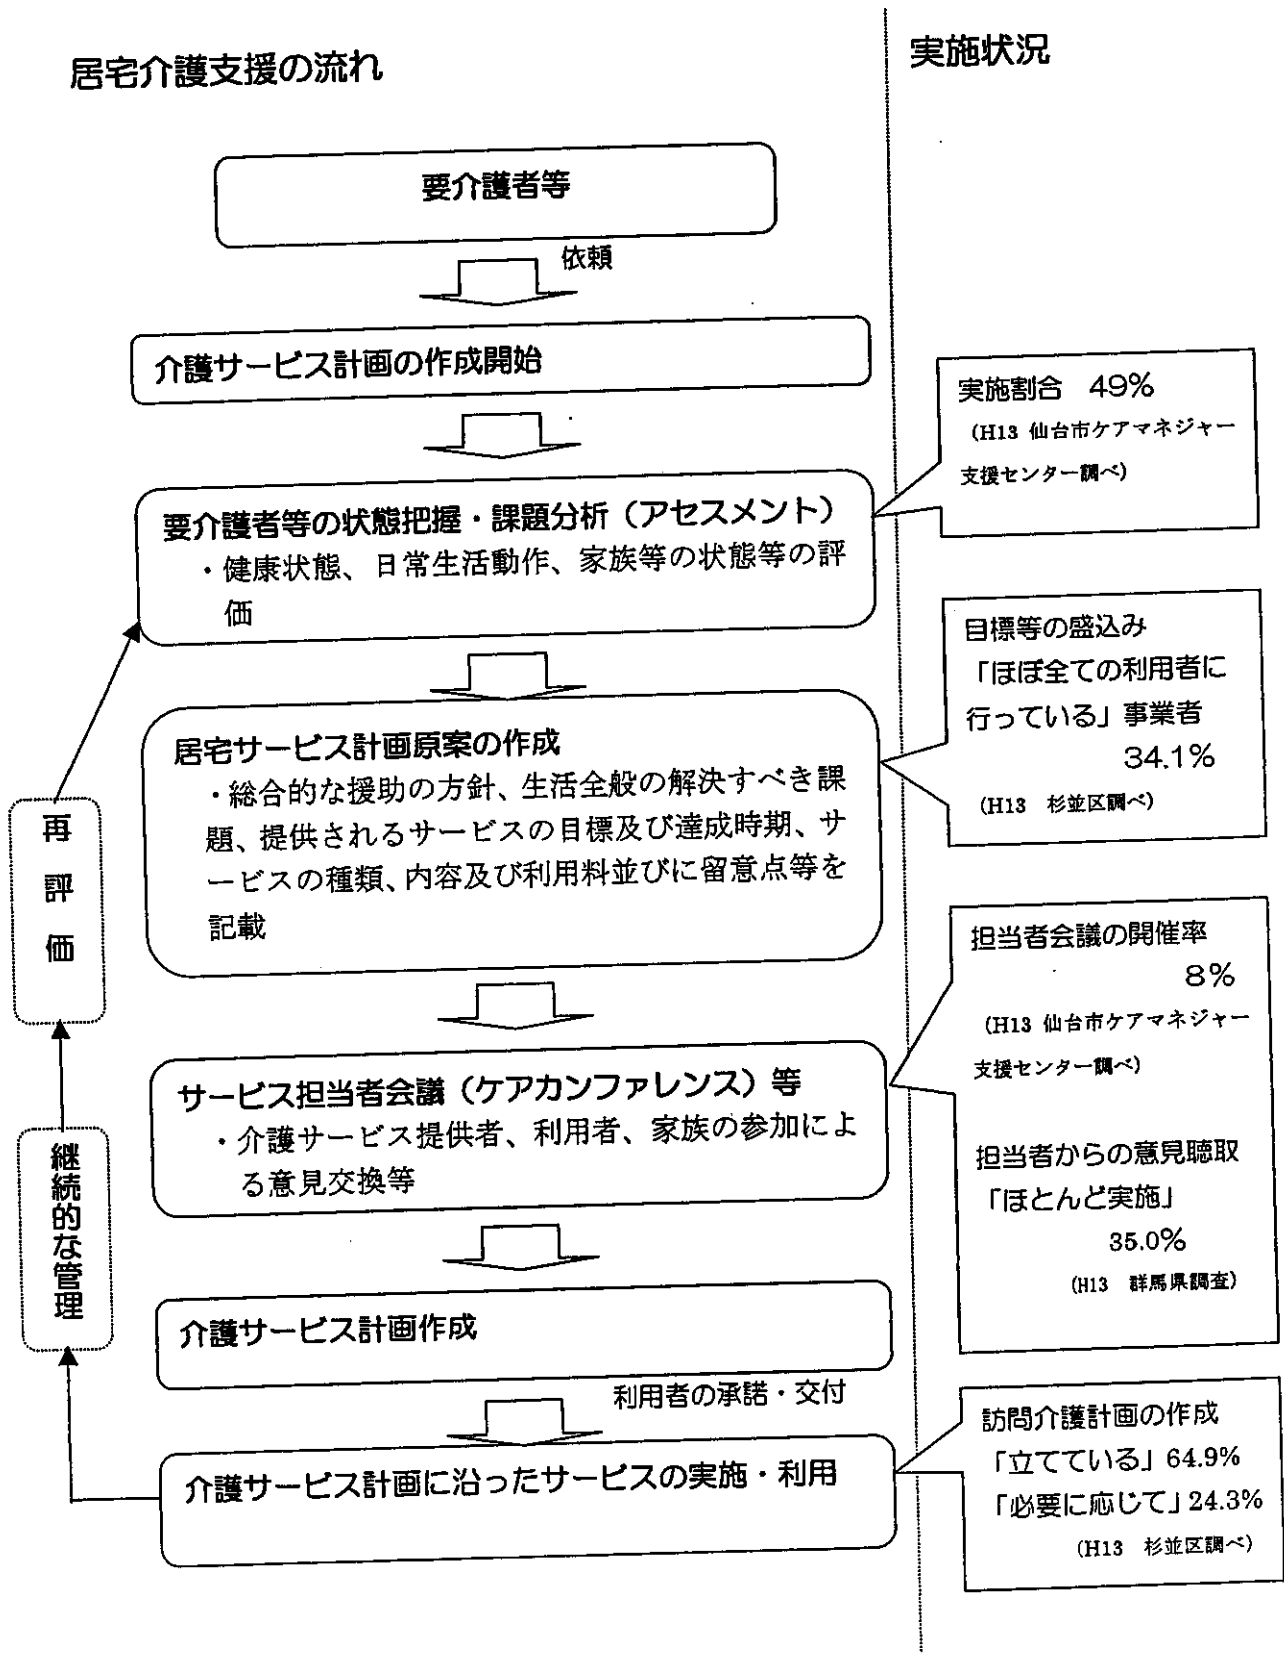 居宅介護支援の流れ
実施状況
要介護者等
依頼
介護サービス計画の作成開始
実施割合　49%
(H13 仙台市ケアマネジャー
支援センター調べ)
要介護者等の状態把握・課題分析（アセスメント）
・健康状態、日常生活動作、家族等の状態等の評
価
目標等の盛込み
「ほぼ全ての利用者に
行っている」事業者
34.1%
(H13　杉並区調べ)
居宅サービス計画原案の作成
・総合的な援助の方針、生活全般の解決すべき課
題、提供されるサービスの目標及び達成時期、サ
ービスの種類、内容及び利用料並びに留意点等を
記載
再評価
担当者会議の開催率
8%
(H13 仙台市ケアマネジャー
支援センター調べ)
担当者からの意見聴取
「ほとんど実施」
35.0%
(H13　群馬県調査)
サービス担当者会議（ケアカンファレンス）等
・介護サービス提供者、利用者、家族の参加によ
る意見交換等
継続的な管理
介護サービス計画作成
利用者の承諾・交付
訪問介護計画の作成
「立てている」64.9%
「必要に応じて」24.3%
(H13　杉並区調べ)
介護サービス計画に沿ったサービスの実施・利用